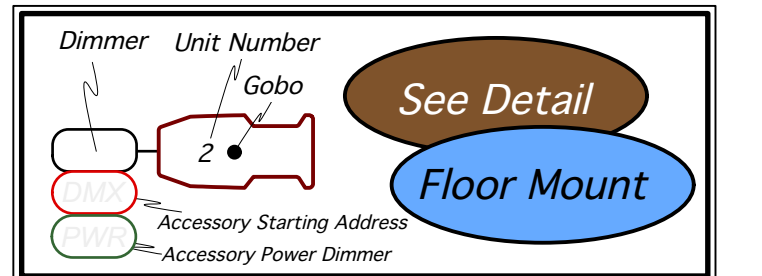 Dimmer
Unit Number
Gobo
2
DMX
PWR
Accessory Starting Address
Accessory Power Dimmer
See Detail
Floor Mount